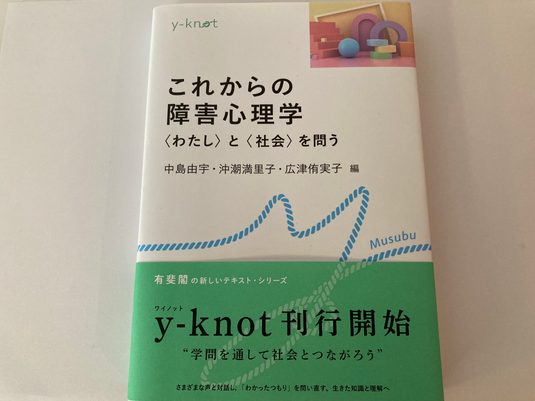 y-knot
これからの
障害心理学
〈わたし〉と〈社会〉を問う
中島由宇・沖潮満里子・広津侑実子 編
Musubu
有斐閣の新しいテキスト・シリーズ
ワイノット
y-knot 刊行開始
“学問を通して社会とつながろう”
さまざまな声と対話し、「わかったつもり」を問い直す、生きた知識と理解へ